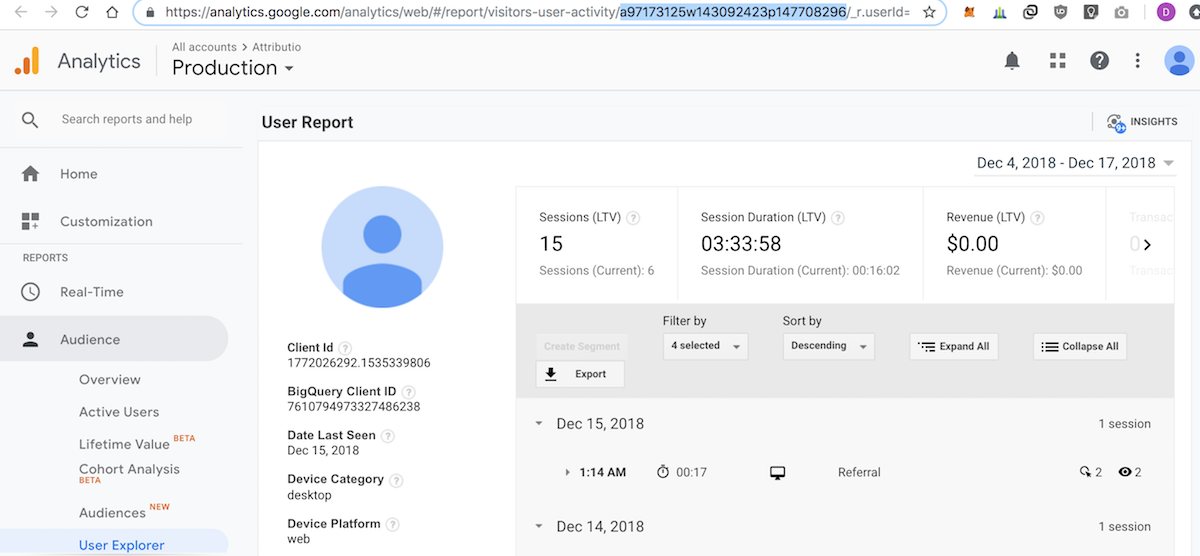 https://analytics.google.com/analytics/web/#/report/visitors-user-activity/a97173125w143092423p147708296/_r.userId=
D
Analytics
All accounts > Attributio
Production
Search reports and help
Home
Customization
REPORTS
Real-Time
Audience
Overview
Active Users
Lifetime Value BETA
Cohort Analysis
BETA
Audiences NEW
User Explorer
User Report
INSIGHTS
9+
Dec 4, 2018 - Dec 17, 2018
Client Id ?
1772026292.1535339806
BigQuery Client ID ?
7610794973327486238
Date Last Seen ?
Dec 15, 2018
Device Category ?
desktop
Device Platform ?
web
Sessions (LTV) ?
15
Sessions (Current): 6
Session Duration (LTV) ?
03:33:58
Session Duration (Current): 00:16:02
Revenue (LTV) ?
$0.00
Revenue (Current): $0.00
Transac
0
Transac
Create Segment
Export
Filter by
4 selected
Sort by
Descending
Expand All
Collapse All
Dec 15, 2018 1 session
1:14 AM 00:17 Referral 2 2
Dec 14, 2018 1 session